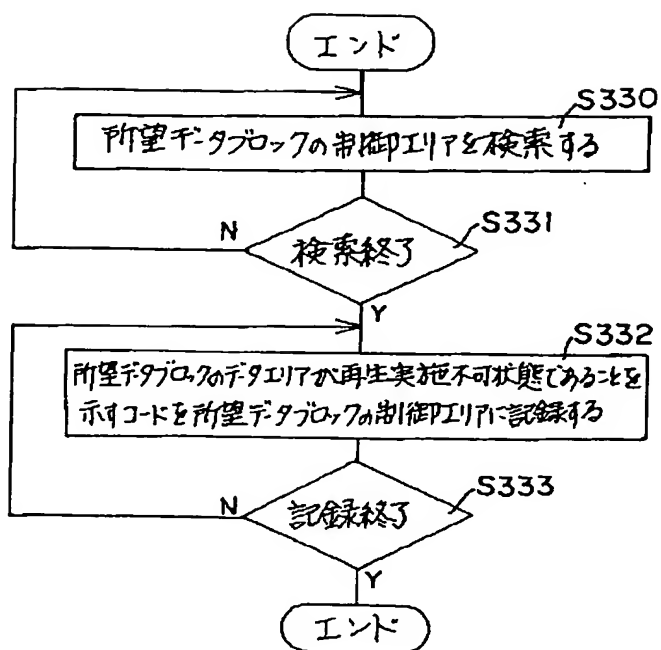 エンド
S330
所望データブロックの制御エリアを検索する
S331
検索終了
N
Y
S332
所望データブロックのデータエリアが再生実施不可状態であることを
示すコードを所望データブロックの制御エリアに記録する
S333
記録終了
N
Y
エンド